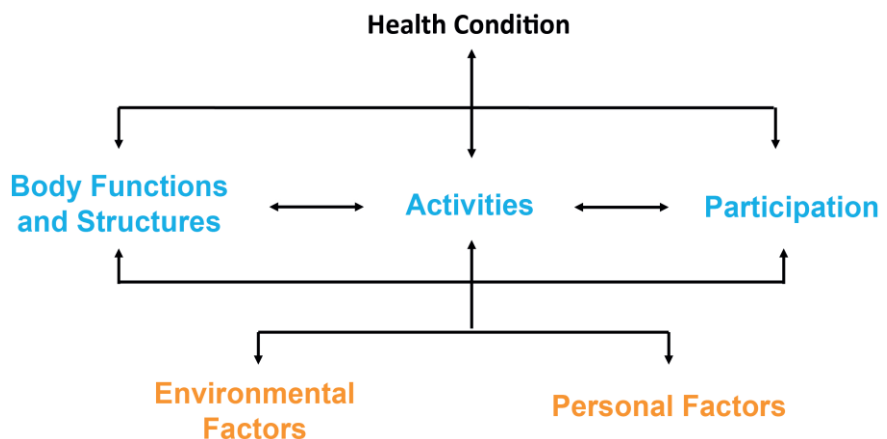 Health Condition
Body Functions
and Structures
Activities
Participation
Environmental
Factors
Personal Factors